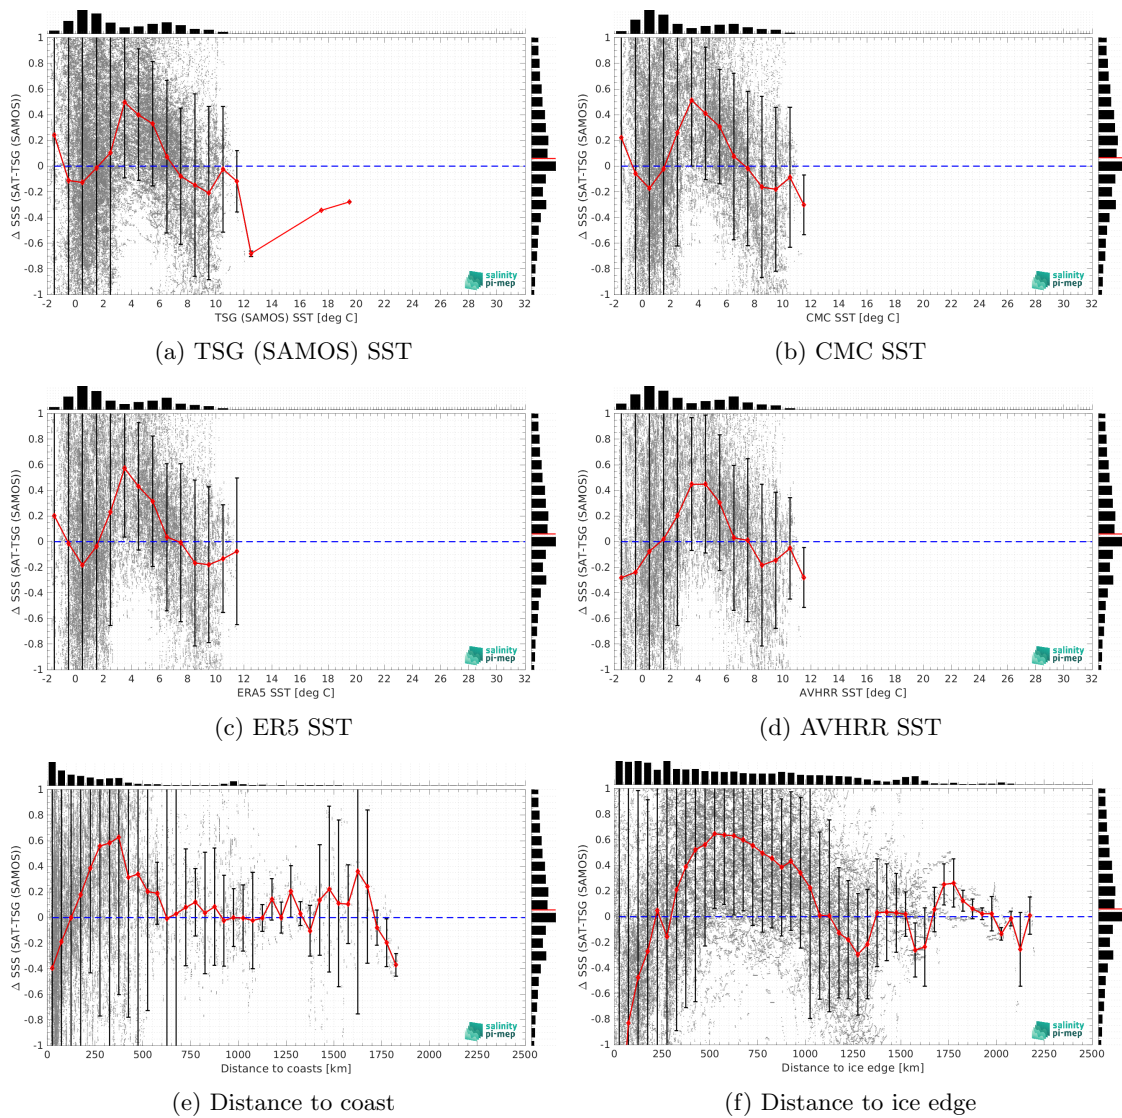 1
0.8
0.6
0.4
0.2
0
-0.2
-0.4
-0.6
-0.8
-1
Δ SSS (SAT-TSG (SAMOS))
-2 0 2 4 6 8 10 12 14 16 18 20 22 24 26 28 30 32
TSG (SAMOS) SST [deg C]
salinity
pi-mep
(a) TSG (SAMOS) SST
1
0.8
0.6
0.4
0.2
0
-0.2
-0.4
-0.6
-0.8
-1
Δ SSS (SAT-TSG (SAMOS))
-2 0 2 4 6 8 10 12 14 16 18 20 22 24 26 28 30 32
CMC SST [deg C]
salinity
pi-mep
(b) CMC SST
1
0.8
0.6
0.4
0.2
0
-0.2
-0.4
-0.6
-0.8
-1
Δ SSS (SAT-TSG (SAMOS))
-2 0 2 4 6 8 10 12 14 16 18 20 22 24 26 28 30 32
ERA5 SST [deg C]
salinity
pi-mep
(c) ER5 SST
1
0.8
0.6
0.4
0.2
0
-0.2
-0.4
-0.6
-0.8
-1
Δ SSS (SAT-TSG (SAMOS))
-2 0 2 4 6 8 10 12 14 16 18 20 22 24 26 28 30 32
AVHRR SST [deg C]
salinity
pi-mep
(d) AVHRR SST
1
0.8
0.6
0.4
0.2
0
-0.2
-0.4
-0.6
-0.8
-1
Δ SSS (SAT-TSG (SAMOS))
0 250 500 750 1000 1250 1500 1750 2000 2250 2500
Distance to coasts [km]
salinity
pi-mep
(e) Distance to coast
1
0.8
0.6
0.4
0.2
0
-0.2
-0.4
-0.6
-0.8
-1
Δ SSS (SAT-TSG (SAMOS))
0 250 500 750 1000 1250 1500 1750 2000 2250 2500
Distance to ice edge [km]
salinity
pi-mep
(f) Distance to ice edge